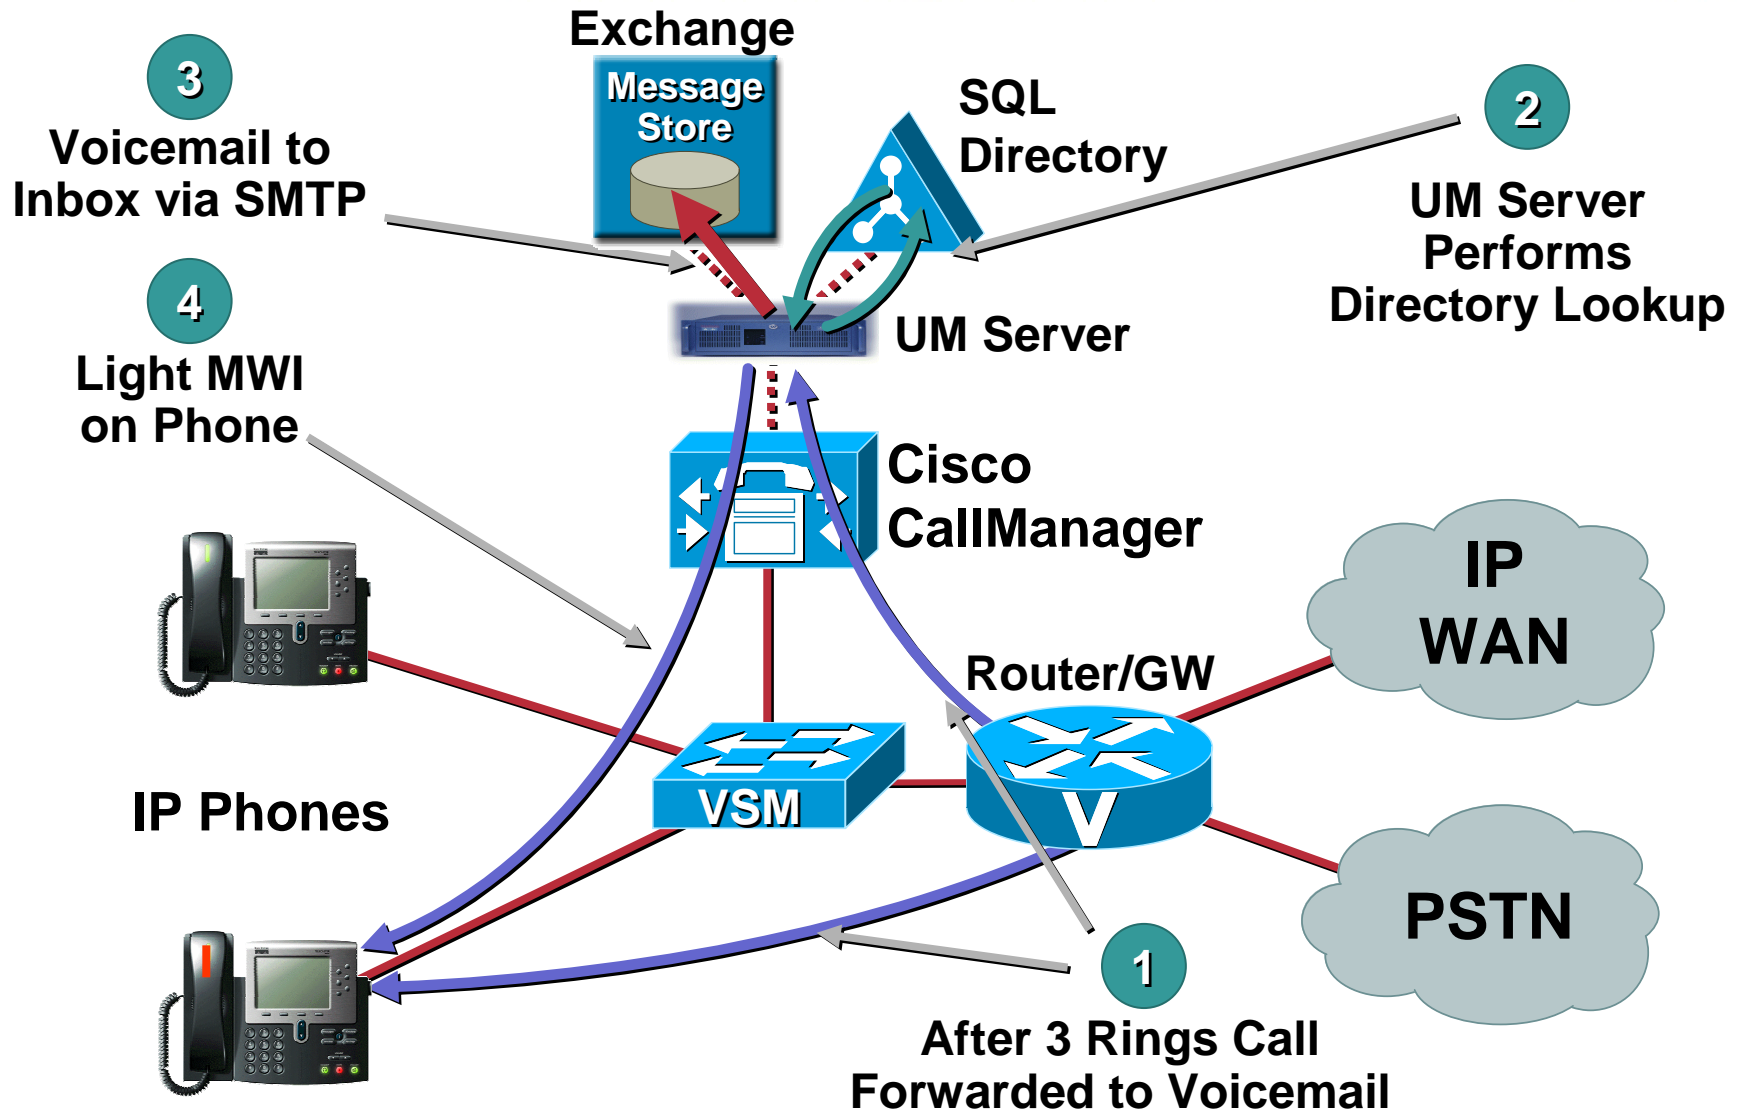 Exchange
Message
Store
SQL
Directory
3
Voicemail to
Inbox via SMTP
2
UM Server
Performs
Directory Lookup
4
Light MWI
on Phone
UM Server
Cisco
CallManager
IP
WAN
Router/GW
IP Phones
VSM
V
PSTN
1
After 3 Rings Call
Forwarded to Voicemail